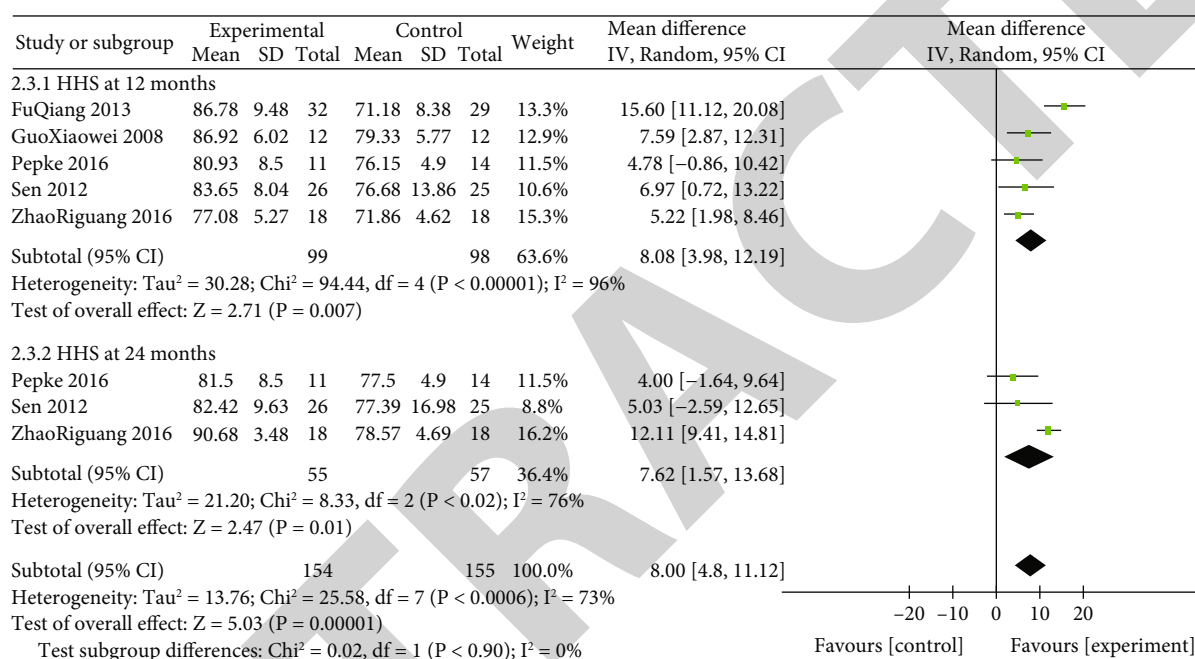 Study or subgroup Experimental Control Weight Mean difference Mean difference
Mean SD Total Mean SD Total IV, Random, 95% CI IV, Random, 95% CI
2.3.1 HHS at 12 months
FuQiang 2013 86.78 9.48 32 71.18 8.38 29 13.3% 15.60 [11.12, 20.08]
GuoXiaowei 2008 86.92 6.02 12 79.33 5.77 12 12.9% 7.59 [2.87, 12.31]
Pepke 2016 80.93 8.5 11 76.15 4.9 14 11.5% 4.78 [−0.86, 10.42]
Sen 2012 83.65 8.04 26 76.68 13.86 25 10.6% 6.97 [0.72, 13.22]
ZhaoRiguang 2016 77.08 5.27 18 71.86 4.62 18 15.3% 5.22 [1.98, 8.46]
Subtotal (95% CI) 99 98 63.6% 8.08 [3.98, 12.19]
Heterogeneity: Tau² = 30.28; Chi² = 94.44, df = 4 (P < 0.00001); I² = 96%
Test of overall effect: Z = 2.71 (P = 0.007)
2.3.2 HHS at 24 months
Pepke 2016 81.5 8.5 11 77.5 4.9 14 11.5% 4.00 [−1.64, 9.64]
Sen 2012 82.42 9.63 26 77.39 16.98 25 8.8% 5.03 [−2.59, 12.65]
ZhaoRiguang 2016 90.68 3.48 18 78.57 4.69 18 16.2% 12.11 [9.41, 14.81]
Subtotal (95% CI) 55 57 36.4% 7.62 [1.57, 13.68]
Heterogeneity: Tau² = 21.20; Chi² = 8.33, df = 2 (P < 0.02); I² = 76%
Test of overall effect: Z = 2.47 (P = 0.01)
Subtotal (95% CI) 154 155 100.0% 8.00 [4.8, 11.12]
Heterogeneity: Tau² = 13.76; Chi² = 25.58, df = 7 (P < 0.0006); I² = 73%
Test of overall effect: Z = 5.03 (P = 0.00001)
Test subgroup differences: Chi² = 0.02, df = 1 (P < 0.90); I² = 0%
−20 −10 0 10 20
Favours [control] Favours [experiment]